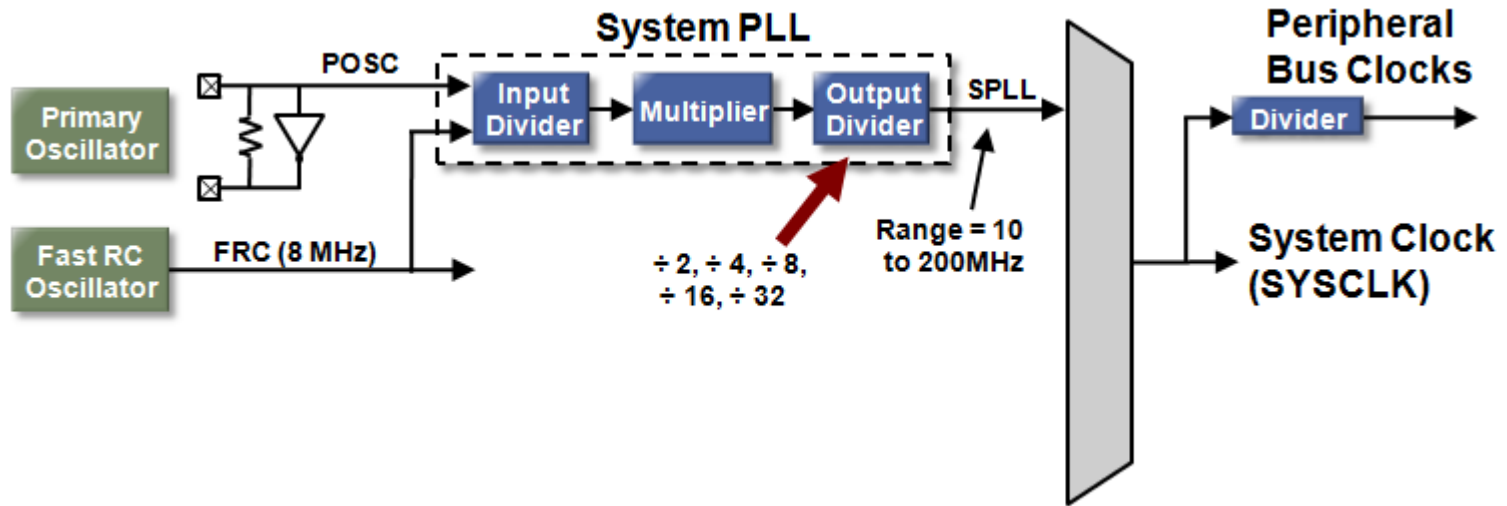 System PLL
Primary
Oscillator
POSC
Input
Divider
Multiplier
Output
Divider
SPLL
Peripheral
Bus Clocks
Divider
Fast RC
Oscillator
FRC (8 MHz)
÷ 2, ÷ 4, ÷ 8,
÷ 16, ÷ 32
Range = 10
to 200MHz
System Clock
(SYSCLK)